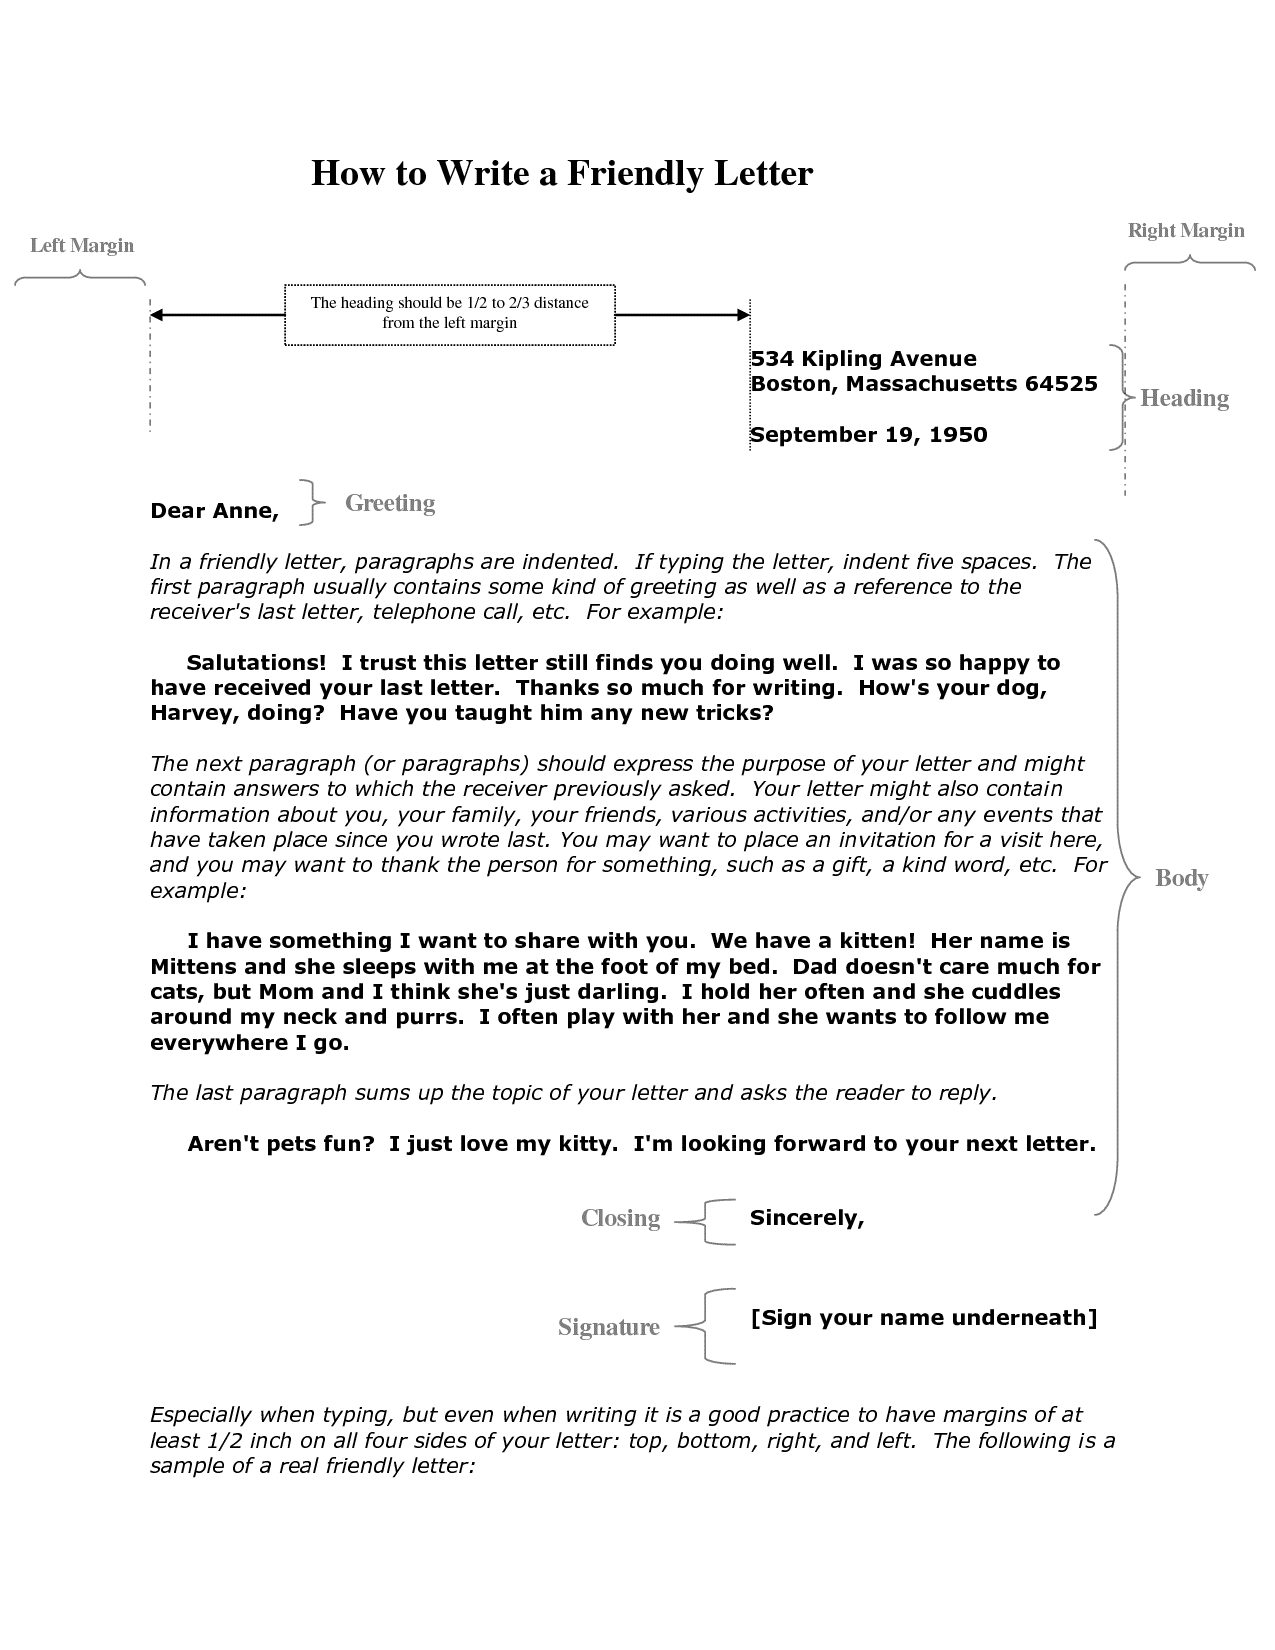 How to Write a Friendly Letter
Right Margin
Left Margin
The heading should be 1/2 to 2/3 distance
from the left margin
534 Kipling Avenue
Boston, Massachusetts 64525
Heading
September 19, 1950
Greeting
Dear Anne,
In a friendly letter, paragraphs are indented.  If typing the letter, indent five spaces.  The
first paragraph usually contains some kind of greeting as well as a reference to the
receiver's last letter, telephone call, etc.  For example:
Salutations!  I trust this letter still finds you doing well.  I was so happy to
have received your last letter.  Thanks so much for writing.  How's your dog,
Harvey, doing?  Have you taught him any new tricks?
The next paragraph (or paragraphs) should express the purpose of your letter and might
contain answers to which the receiver previously asked.  Your letter might also contain
information about you, your family, your friends, various activities, and/or any events that
have taken place since you wrote last. You may want to place an invitation for a visit here,
and you may want to thank the person for something, such as a gift, a kind word, etc.  For
example:
Body
I have something I want to share with you.  We have a kitten!  Her name is
Mittens and she sleeps with me at the foot of my bed.  Dad doesn't care much for
cats, but Mom and I think she's just darling.  I hold her often and she cuddles
around my neck and purrs.  I often play with her and she wants to follow me
everywhere I go.
The last paragraph sums up the topic of your letter and asks the reader to reply.
Aren't pets fun?  I just love my kitty.  I'm looking forward to your next letter.
Closing
Sincerely,
Signature
[Sign your name underneath]
Especially when typing, but even when writing it is a good practice to have margins of at
least 1/2 inch on all four sides of your letter: top, bottom, right, and left.  The following is a
sample of a real friendly letter: